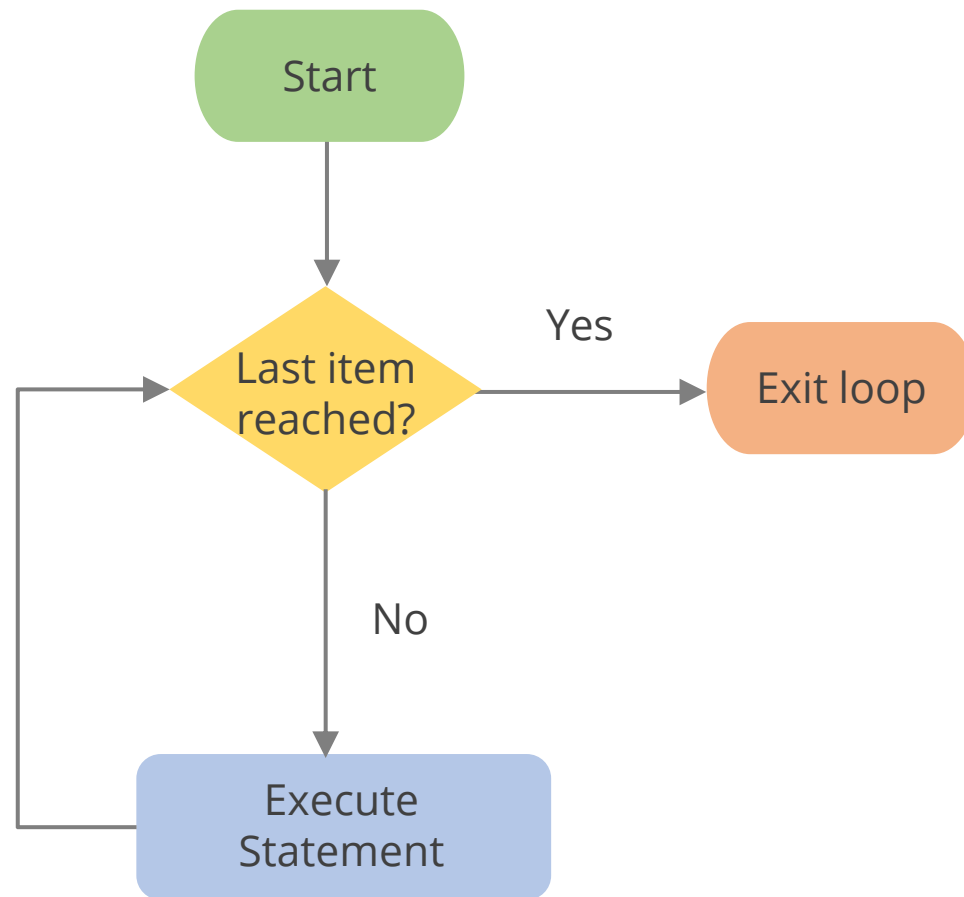 Start
Yes
Last item
reached?
Exit loop
No
Execute
Statement